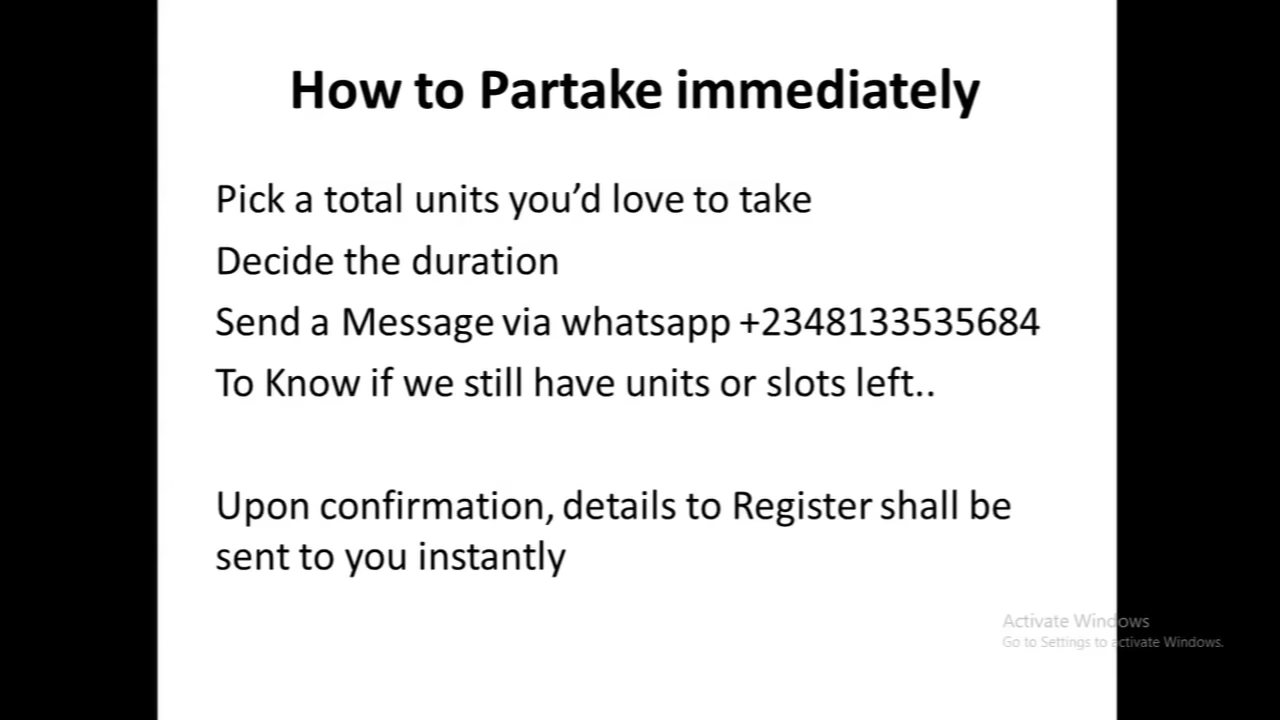 How to Partake immediately
Pick a total units you’d love to take
Decide the duration
Send a Message via whatsapp +2348133535684
To Know if we still have units or slots left..
Upon confirmation, details to Register shall be
sent to you instantly
Activate Windows
Go to Settings to activate Windows.